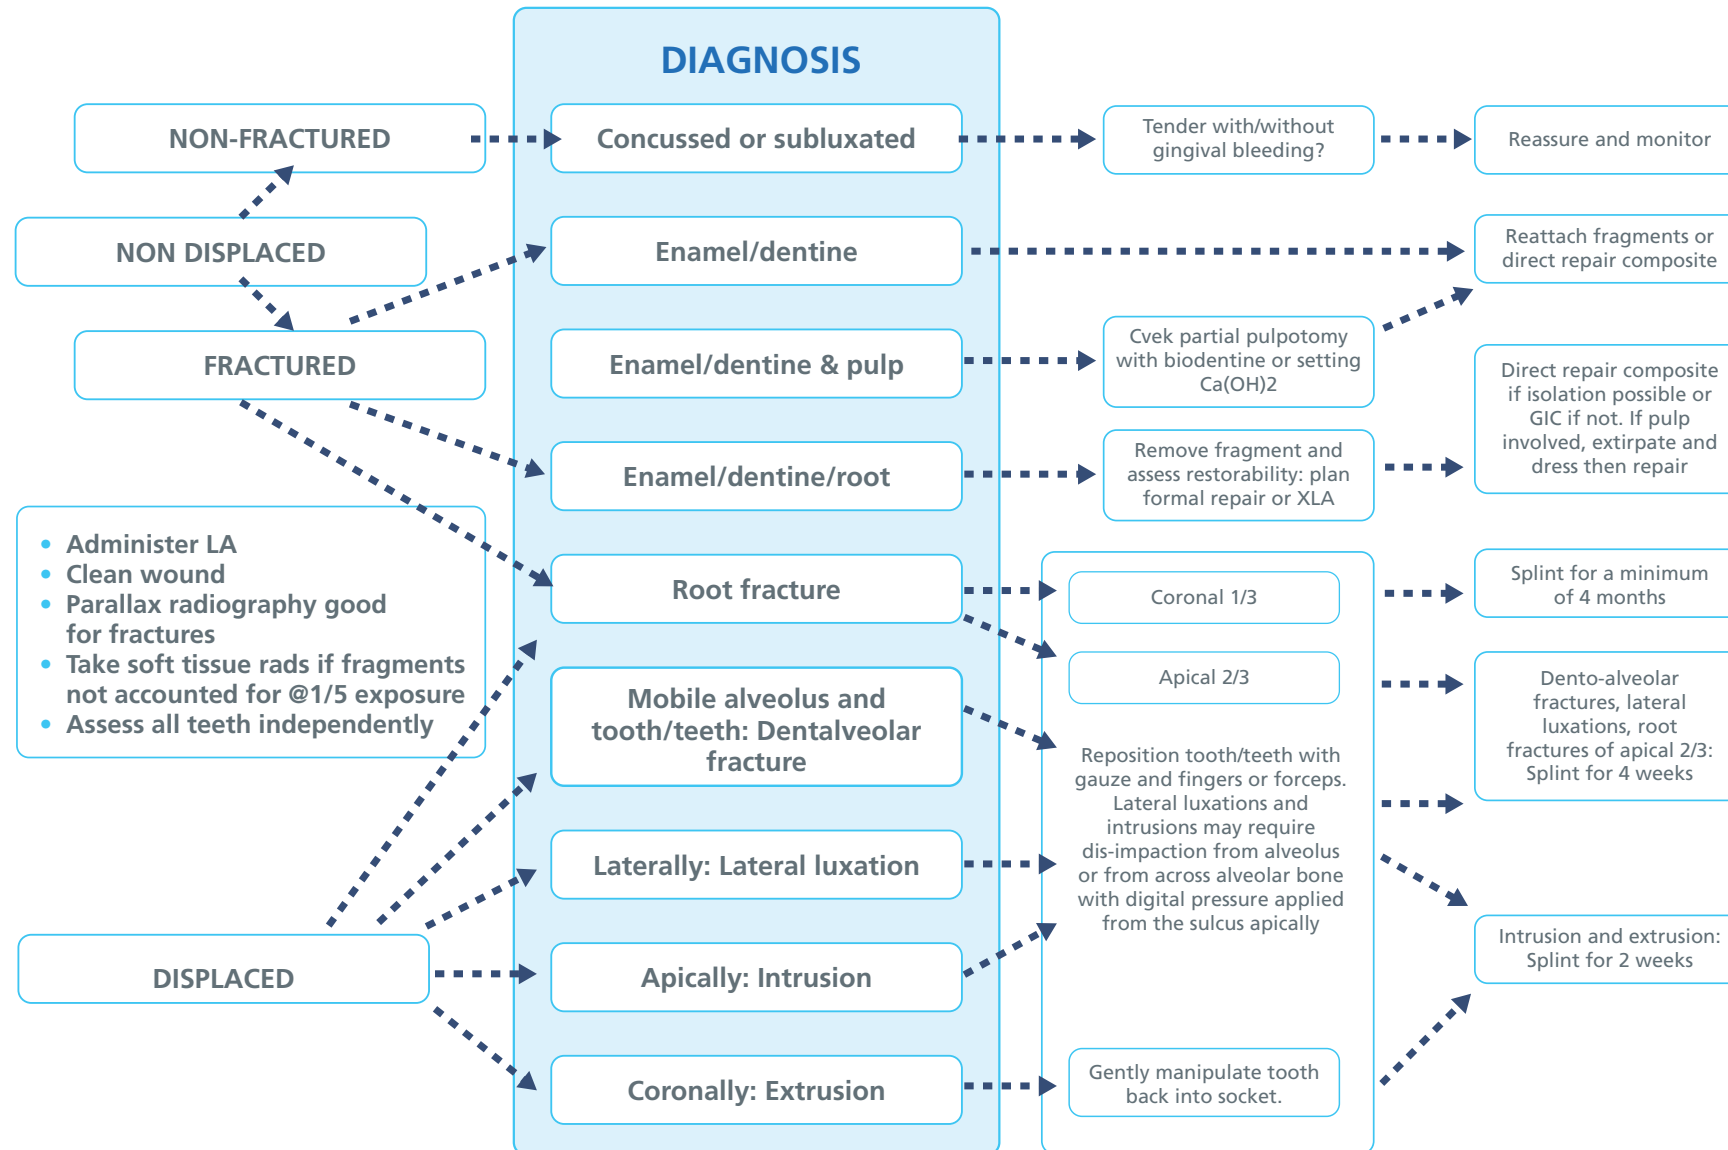 DIAGNOSIS
NON-FRACTURED
Concussed or subluxated
Tender with/without
gingival bleeding?
Reassure and monitor
NON DISPLACED
Enamel/dentine
Reattach fragments or
direct repair composite
FRACTURED
Enamel/dentine & pulp
Cvek partial pulpotomy
with biodentine or setting
Ca(OH)2
Direct repair composite
if isolation possible or
GIC if not. If pulp
involved, extirpate and
dress then repair
Enamel/dentine/root
Remove fragment and
assess restorability: plan
formal repair or XLA
• Administer LA
• Clean wound
• Parallax radiography good
for fractures
• Take soft tissue rads if fragments
not accounted for @1/5 exposure
• Assess all teeth independently
Root fracture
Coronal 1/3
Splint for a minimum
of 4 months
Apical 2/3
Mobile alveolus and
tooth/teeth: Dentalveolar
fracture
Dento-alveolar
fractures, lateral
luxations, root
fractures of apical 2/3:
Splint for 4 weeks
Reposition tooth/teeth with
gauze and fingers or forceps.
Lateral luxations and
intrusions may require
dis-impaction from alveolus
or from across alveolar bone
with digital pressure applied
from the sulcus apically
Laterally: Lateral luxation
DISPLACED
Apically: Intrusion
Intrusion and extrusion:
Splint for 2 weeks
Coronally: Extrusion
Gently manipulate tooth
back into socket.